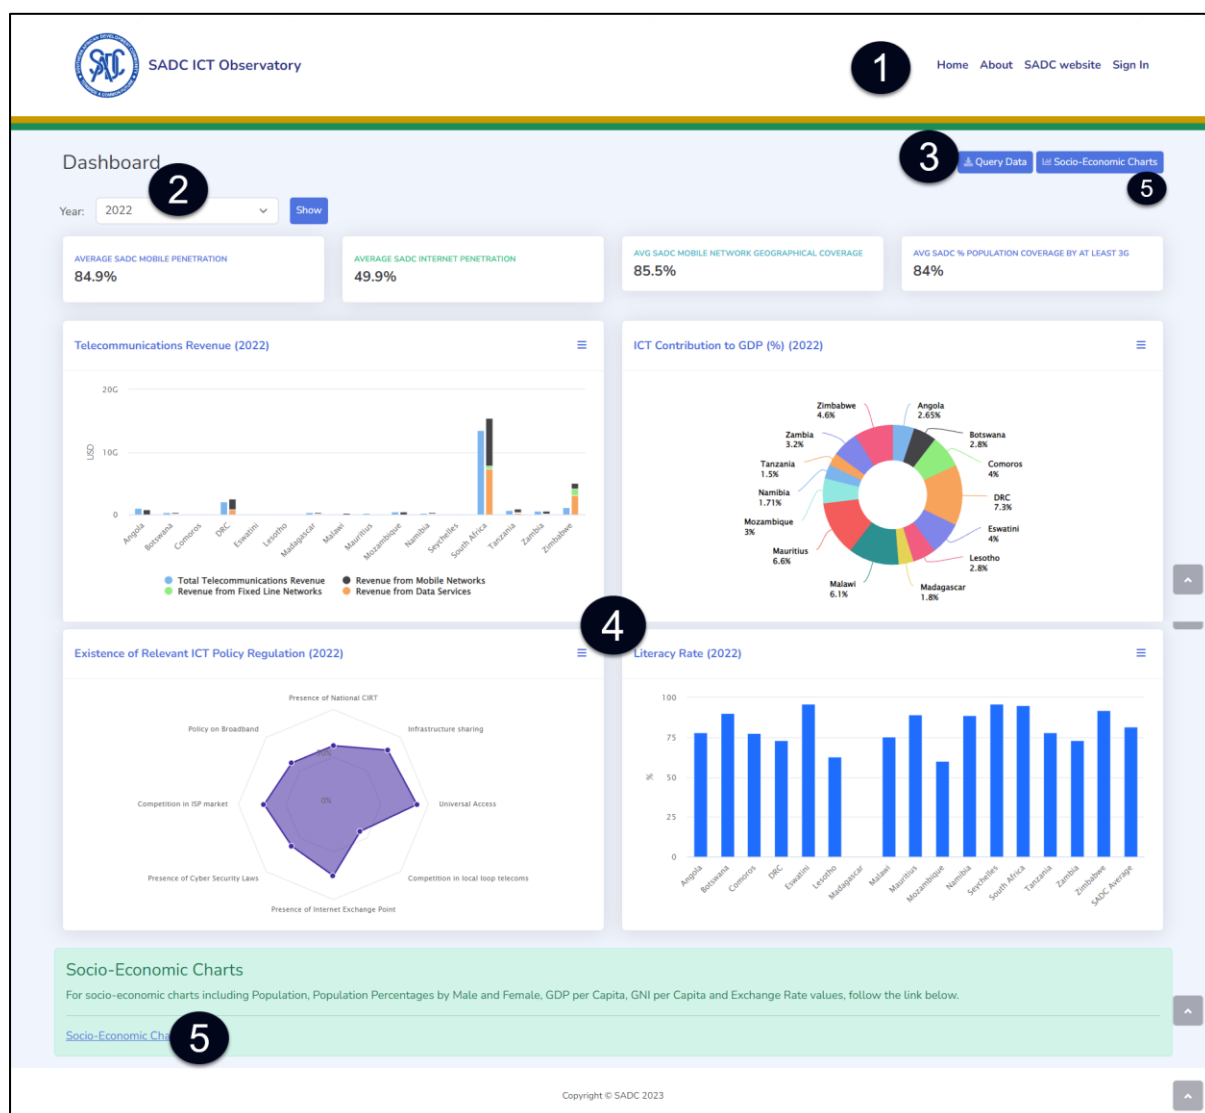 SADC
SADC ICT Observatory
1
Home About SADC website Sign In
Dashboard
2
3
Query Data
Socio-Economic Charts
5
Year: 2022 Show
AVERAGE SADC MOBILE PENETRATION
84.9%
AVERAGE SADC INTERNET PENETRATION
49.9%
AVG SADC MOBILE NETWORK GEOGRAPHICAL COVERAGE
85.5%
AVG SADC % POPULATION COVERAGE BY AT LEAST 3G
84%
Telecommunications Revenue (2022)
20G
10G
0
USD
Angola
Botswana
Comoros
DRC
Eswatini
Lesotho
Madagascar
Malawi
Mauritius
Mozambique
Namibia
Seychelles
South Africa
Tanzania
Zambia
Zimbabwe
Total Telecommunications Revenue
Revenue from Mobile Networks
Revenue from Fixed Line Networks
Revenue from Data Services
ICT Contribution to GDP (%) (2022)
Angola
2.65%
Botswana
2.8%
Comoros
4%
DRC
7.3%
Eswatini
4%
Lesotho
2.8%
Madagascar
1.8%
Malawi
6.1%
Mauritius
6.6%
Mozambique
3%
Namibia
1.71%
Tanzania
1.5%
Zambia
3.2%
Zimbabwe
4.6%
4
Existence of Relevant ICT Policy Regulation (2022)
Presence of National CIRT
Infrastructure sharing
Universal Access
Competition in local loop telecoms
Presence of Internet Exchange Point
Presence of Cyber Security Laws
Competition in ISP market
Policy on Broadband
0%
Literacy Rate (2022)
100
75
50
25
0
%
Angola
Botswana
Comoros
DRC
Eswatini
Lesotho
Madagascar
Malawi
Mauritius
Mozambique
Namibia
Seychelles
South Africa
Tanzania
Zambia
Zimbabwe
SADC Average
Socio-Economic Charts
For socio-economic charts including Population, Population Percentages by Male and Female, GDP per Capita, GNI per Capita and Exchange Rate values, follow the link below.
Socio-Economic Cha
5
Copyright © SADC 2023